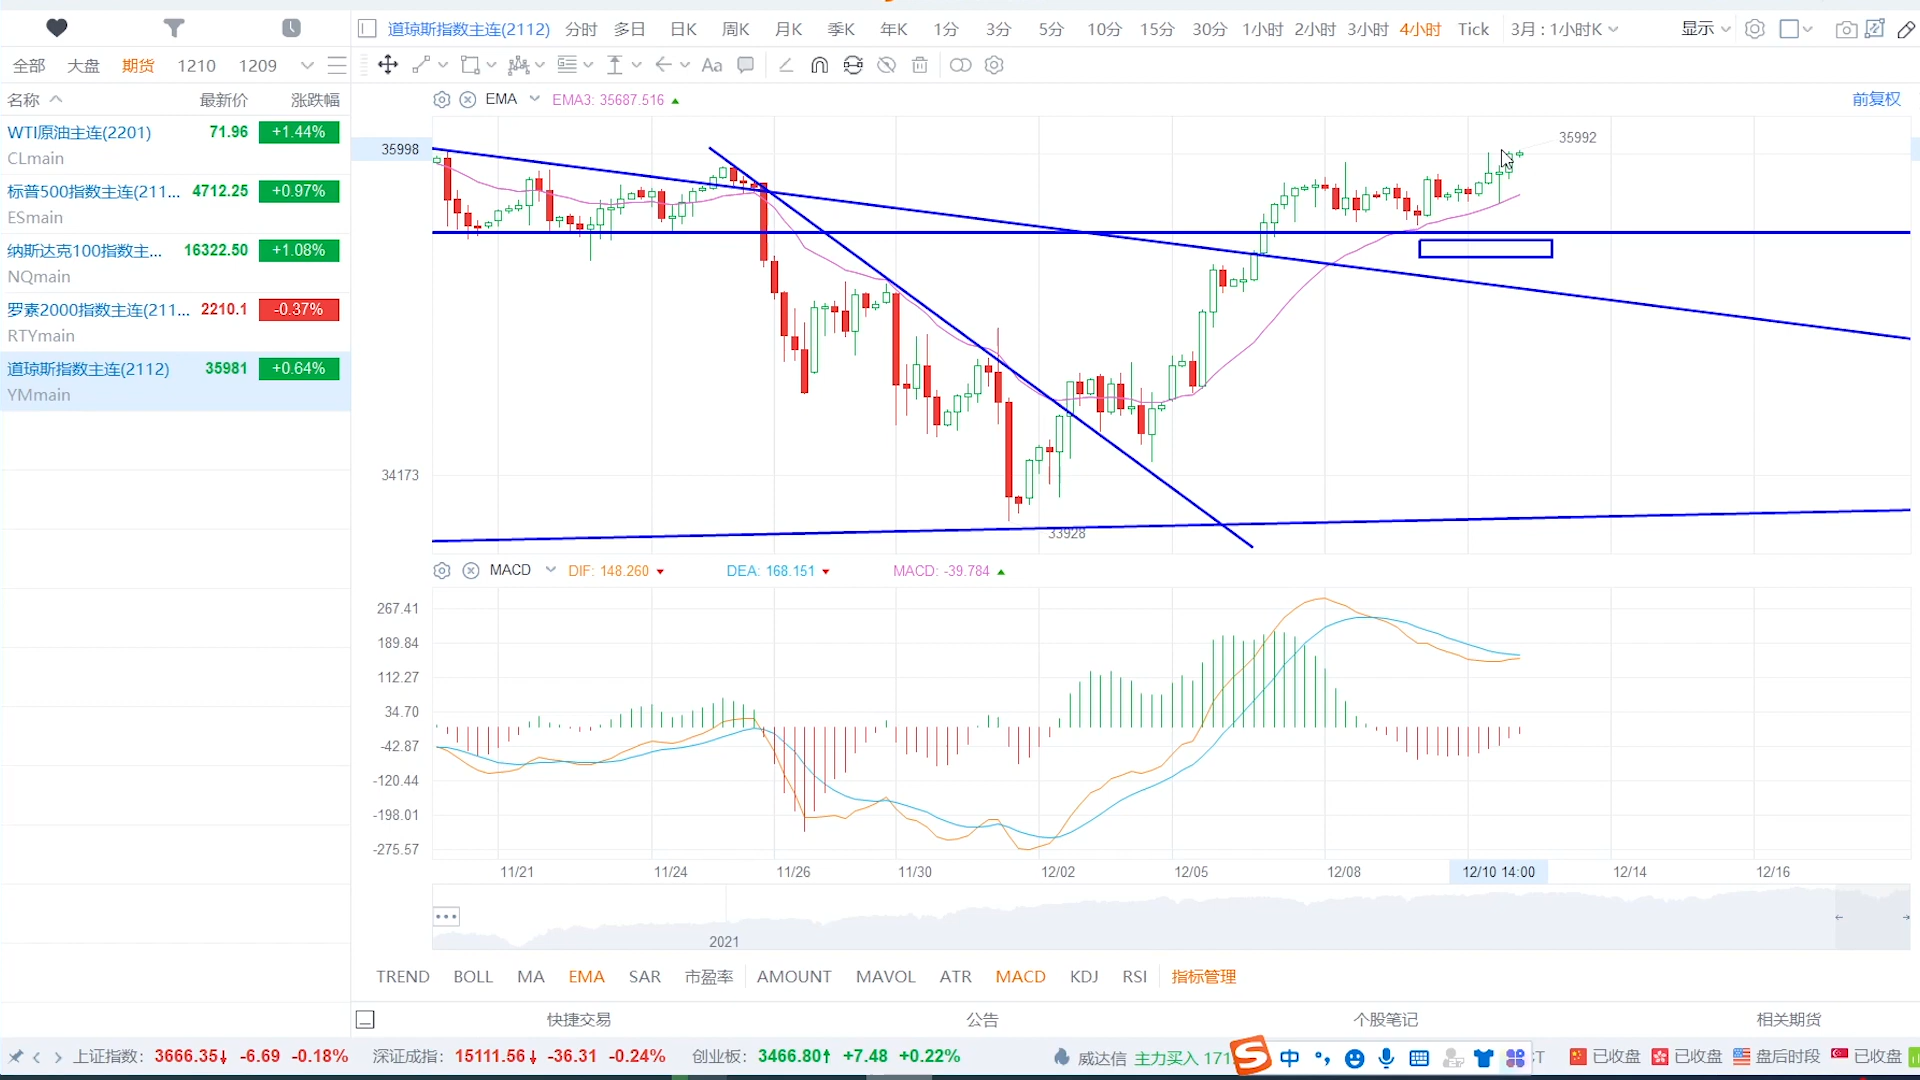 道琼斯指数主连(2112) 分时 多日 日K 周K 月K 季K 年K 1分 3分 5分 10分 15分 30分 1小时 2小时 3小时 4小时 Tick 3月 : 1小时K 显示
全部 大盘 期货 1210 1209
Aa
名称 最新价 涨跌幅
EMA EMA3: 35687.516 前复权
WTI原油主连(2201) 71.96 +1.44%
CLmain
标普500指数主连(211... 4712.25 +0.97%
ESmain
纳斯达克100指数主... 16322.50 +1.08%
NQmain
罗素2000指数主连(211... 2210.1 -0.37%
RTYmain
道琼斯指数主连(2112) 35981 +0.64%
YMmain
35992
35998
34173
33928
MACD DIF: 148.260 DEA: 168.151 MACD: -39.784
267.41
189.84
112.27
34.70
-42.87
-120.44
-198.01
-275.57
11/21 11/24 11/26 11/30 12/02 12/05 12/08 12/10 14:00 12/14 12/16
2021
TREND BOLL MA EMA SAR 市盈率 AMOUNT MAVOL ATR MACD KDJ RSI 指标管理
快捷交易 公告 个股笔记 相关期货
上证指数: 3666.35↓ -6.69 -0.18% 深证成指: 15111.56↓ -36.31 -0.24% 创业板: 3466.80↑ +7.48 +0.22% 威达信 主力买入 171 S 中 已收盘 已收盘 盘后时段 已收盘